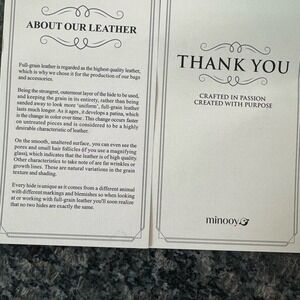 ABOUT OUR LEATHER
Full-grain leather is regarded as the highest quality leather,
which is why we chose it for the production of our bags
and accessories.
Being the strongest, outermost layer of the hide to be used,
and keeping the grain in its entirety, rather than being
sanded away to look more 'uniform', full-grain leather
lasts much longer. As it ages, it develops a patina, which
is the change in color over time. This change occurs faster
on untreated pieces and is considered to be a highly
desirable characteristic of leather.
On the smooth, unaltered surface, you can even see the
pores and small hair follicles (if you use a magnifying
glass), which indicates that the leather is of high quality.
Other characteristics to take note of are fat wrinkles or
growth lines. These are natural variations in the grain
texture and shading.
Every hide is unique as it comes from a different animal
with different markings and blemishes so when looking
at or working with full-grain leather you'll soon realize
that no two hides are exactly the same.
THANK YOU
CRAFTED IN PASSION
CREATED WITH PURPOSE
minooy